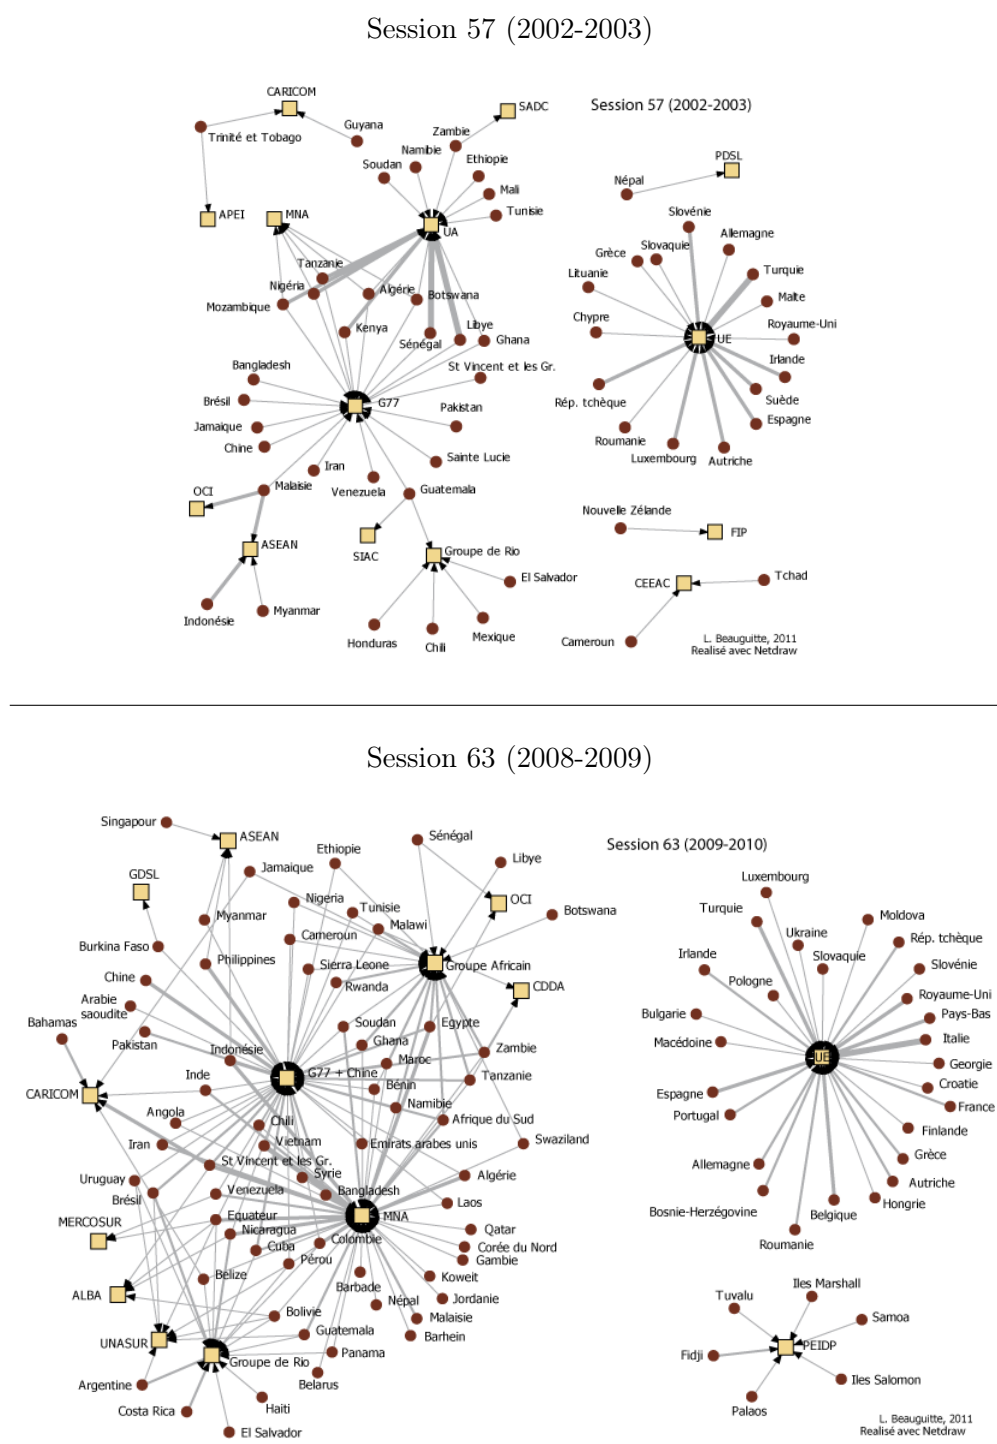 Session 57 (2002-2003)
CARICOM
SADC
Session 57 (2002-2003)
Trinité et Tobago
Guyana
Zambie
Namibie
Soudan
Ethiopie
PDSL
Népal
Mali
APEI
MNA
UA
Tunisie
Slovénie
Allemagne
Slovaquie
Grèce
Turquie
Lituanie
Malte
Tanzanie
Nigéria
Algérie
Botswana
Mozambique
Chypre
Royaume-Uni
Kenya
Libye
Sénégal
Ghana
UE
Irlande
Bangladesh
St Vincent et les Gr.
Suède
Brésil
G77
Pakistan
Rép. tchèque
Espagne
Jamaique
Roumanie
Chine
Luxembourg
Autriche
Iran
Sainte Lucie
OCI
Malaisie
Venezuela
Guatemala
Nouvelle Zélande
FIP
ASEAN
SIAC
Groupe de Rio
El Salvador
CEEAC
Tchad
Indonésie
Myanmar
Honduras
Chili
Mexique
Cameroun
L. Beauguitte, 2011
Realisé avec Netdraw
Session 63 (2008-2009)
Singapour
ASEAN
Sénégal
Session 63 (2009-2010)
Ethiopie
Libye
GDSL
Jamaique
Luxembourg
Nigeria
Tunisie
OCI
Botswana
Turquie
Moldova
Myanmar
Malawi
Ukraine
Rép. tchèque
Burkina Faso
Cameroun
Irlande
Slovaquie
Philippines
Sierra Leone
Groupe Africain
Slovénie
Chine
Rwanda
CDDA
Pologne
Royaume-Uni
Arabie
saoudite
Bulgarie
Pays-Bas
Bahamas
Soudan
Egypte
Pakistan
Ghana
Macédoine
Italie
Indonésie
Maroc
Zambie
UE
Georgie
Inde
G77 + Chine
Tanzanie
CARICOM
Bénin
Espagne
Croatie
Angola
Namibie
Portugal
France
Chili
Afrique du Sud
Iran
Vietnam
Emirats arabes unis
Swaziland
Finlande
St Vincent et les Gr.
Syrie
Allemagne
Grèce
Uruguay
Algérie
Brésil
Venezuela
Bangladesh
Laos
Autriche
MERCOSUR
Equateur
MNA
Bosnie-Herzégovine
Belgique
Hongrie
Nicaragua
Colombie
Qatar
Cuba
Corée du Nord
Roumanie
Pérou
Gambie
Belize
Barbade
Koweit
Iles Marshall
ALBA
Népal
Jordanie
Tuvalu
Bolivie
Malaisie
Samoa
UNASUR
Guatemala
Barhein
Groupe de Rio
Panama
Fidji
PEIDP
Argentine
Belarus
Iles Salomon
Costa Rica
Haiti
Palaos
El Salvador
L. Beauguitte, 2011
Realisé avec Netdraw